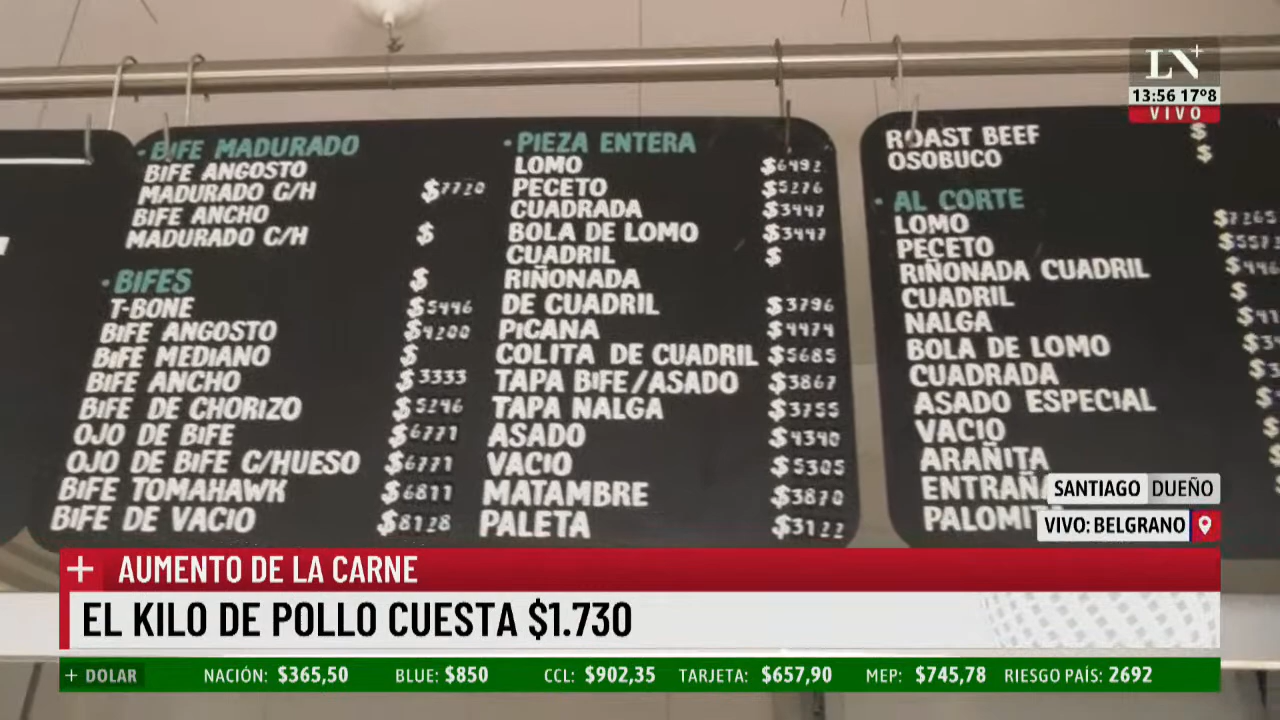 LN+
13:56 17°8
VIVO
· BIFE MADURADO
BIFE ANGOSTO
MADURADO C/H $7720
BIFE ANCHO
MADURADO C/H $
· BIFES $
T-BONE $5446
BIFE ANGOSTO $4200
BIFE MEDIANO $
BIFE ANCHO $3333
BIFE DE CHORIZO $5246
OJO DE BIFE $6771
OJO DE BIFE C/HUESO $6771
BIFE TOMAHAWK $6811
BIFE DE VACIO $8128
· PIEZA ENTERA
LOMO $6492
PECETO $5276
CUADRADA $3447
BOLA DE LOMO $3447
CUADRIL $
RIÑONADA
DE CUADRIL $3796
PICANA $4474
COLITA DE CUADRIL $5685
TAPA BIFE/ASADO $3867
TAPA NALGA $3755
ASADO $4340
VACIO $5305
MATAMBRE $3870
PALETA $3122
ROAST BEEF $
OSOBUCO $
· AL CORTE
LOMO $7265
PECETO
RIÑONADA CUADRIL
CUADRIL $
NALGA
BOLA DE LOMO
CUADRADA
ASADO ESPECIAL
VACIO
ARAÑITA
SANTIAGO DUEÑO
VIVO: BELGRANO
+ AUMENTO DE LA CARNE
EL KILO DE POLLO CUESTA $1.730
+ DOLAR NACIÓN: $365,50 BLUE: $850 CCL: $902,35 TARJETA: $657,90 MEP: $745,78 RIESGO PAÍS: 2692